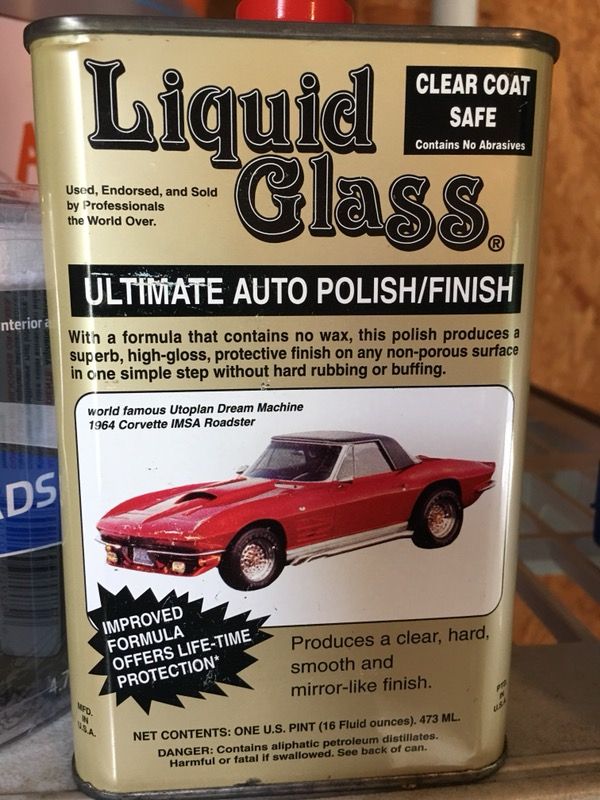 Liquid
Glass®
CLEAR COAT
SAFE
Contains No Abrasives
Used, Endorsed, and Sold
by Professionals
the World Over.
ULTIMATE AUTO POLISH/FINISH
With a formula that contains no wax, this polish produces a
superb, high-gloss, protective finish on any non-porous surface
in one simple step without hard rubbing or buffing.
world famous Utoplan Dream Machine
1964 Corvette IMSA Roadster
IMPROVED
FORMULA
OFFERS LIFE-TIME
PROTECTION*
Produces a clear, hard,
smooth and
mirror-like finish.
MFD.
IN
U.S.A.
PTD.
IN
U.S.A.
NET CONTENTS: ONE U.S. PINT (16 Fluid ounces). 473 ML.
DANGER: Contains aliphatic petroleum distillates.
Harmful or fatal if swallowed. See back of can.